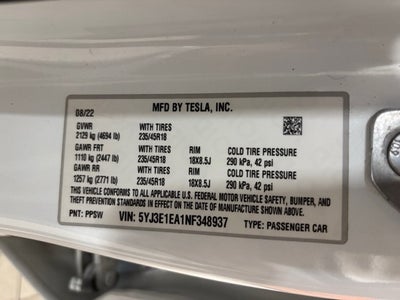 MFD BY TESLA, INC.
08/22
GVWR WITH TIRES
2129 kg (4694 lb) 235/45R18
GAWR FRT WITH TIRES RIM COLD TIRE PRESSURE
1110 kg (2447 lb) 235/45R18 18X8.5J 290 kPa, 42 psi
GAWR RR WITH TIRES RIM COLD TIRE PRESSURE
1257 kg (2771 lb) 235/45R18 18X8.5J 290 kPa, 42 psi
THIS VEHICLE CONFORMS TO ALL APPLICABLE U.S. FEDERAL MOTOR VEHICLE SAFETY, BUMPER, AND
THEFT PREVENTION STANDARDS IN EFFECT ON THE DATE OF MANUFACTURE SHOWN ABOVE.
PNT: PPSW VIN: 5YJ3E1EA1NF348937 TYPE: PASSENGER CAR